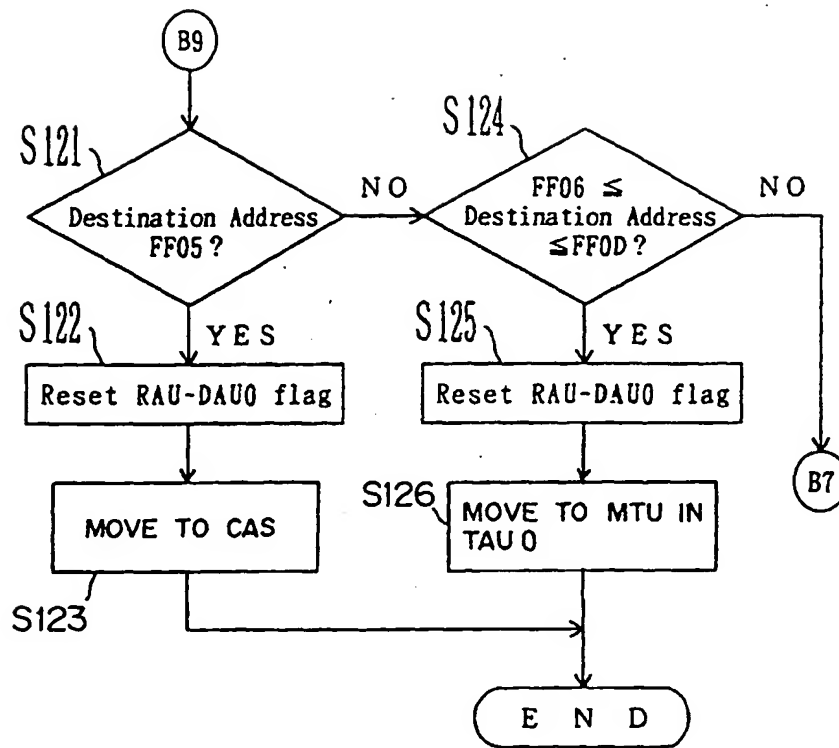 B9
S121
Destination Address
FF05?
NO
YES
S122
Reset RAU-DAU0 flag
MOVE TO CAS
S123
S124
FF06 ≦
Destination Address
≦FF0D?
NO
YES
S125
Reset RAU-DAU0 flag
S126
MOVE TO MTU IN
TAU 0
B7
E N D